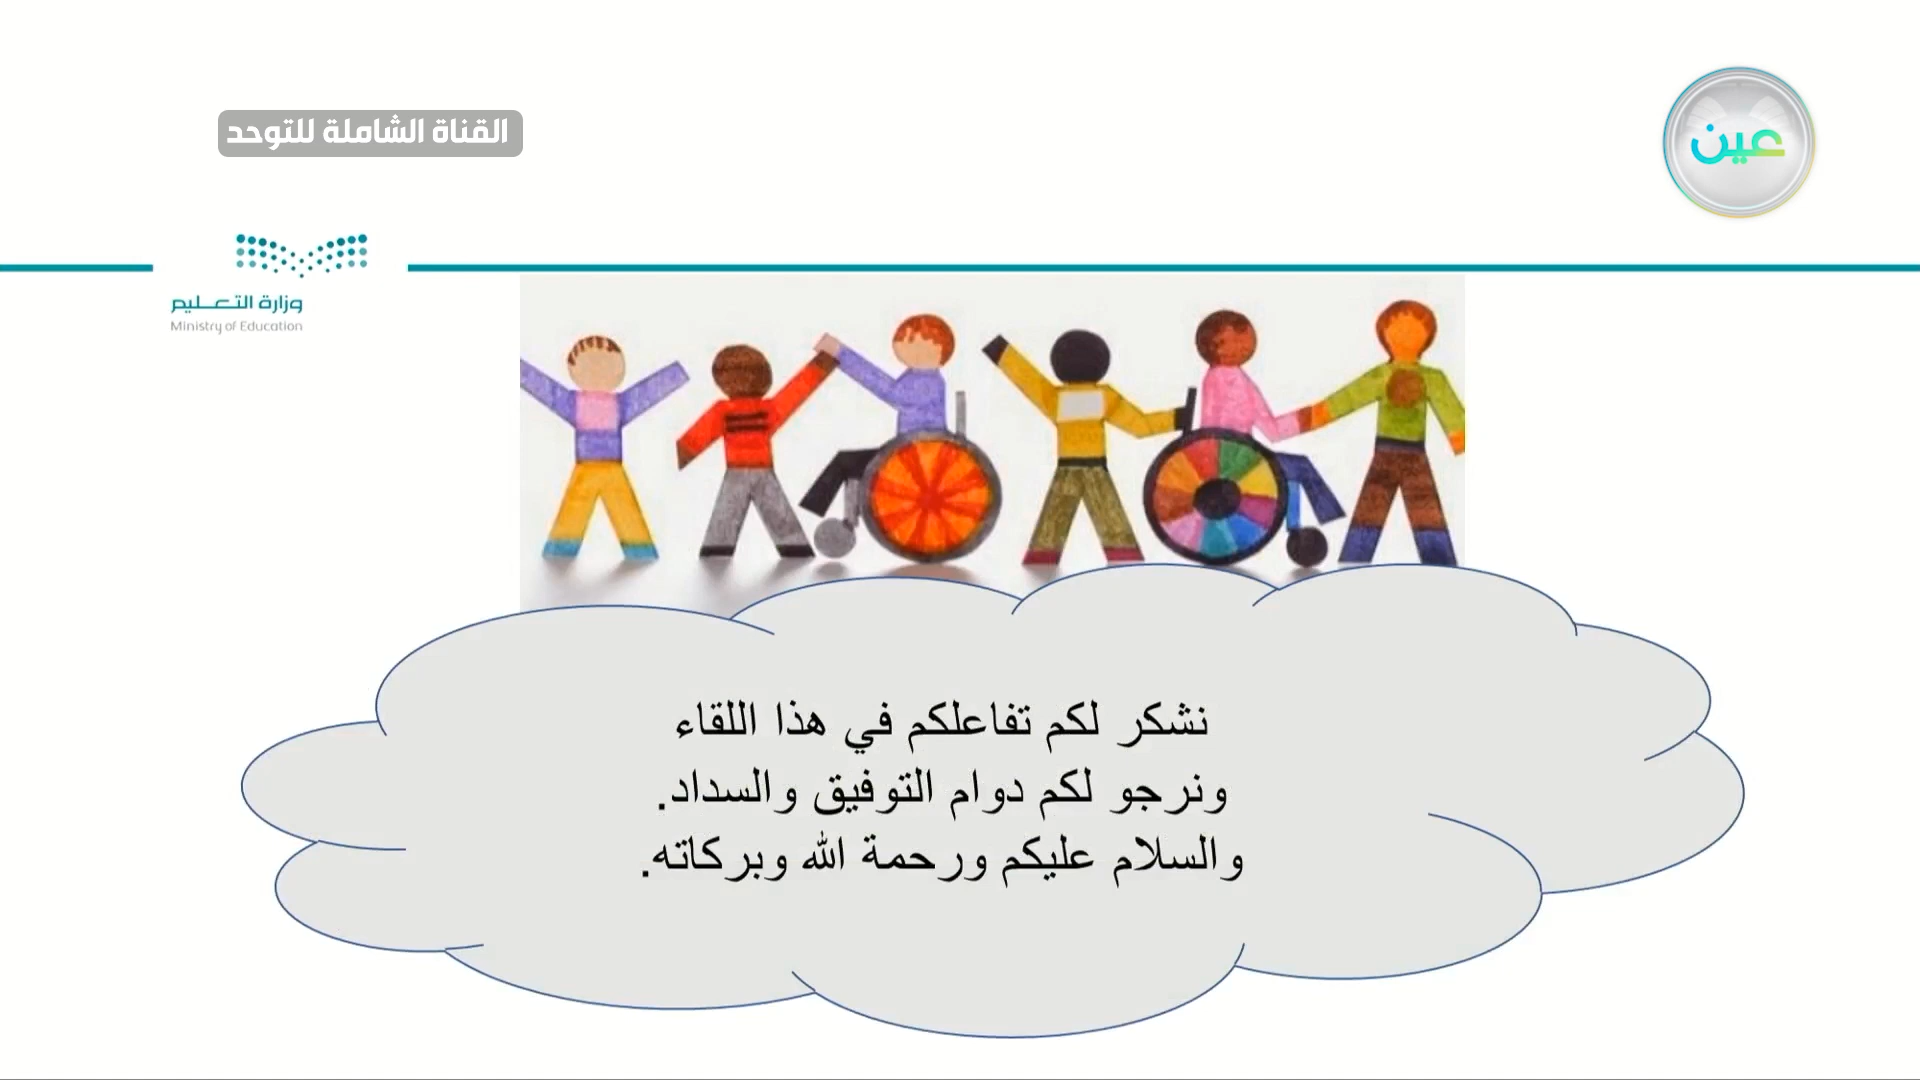 القناة الشاملة للتوحد
عين
وزارة التعليم
Ministry of Education
نشكر لكم تفاعلكم في هذا اللقاء
ونرجو لكم دوام التوفيق والسداد.
والسلام عليكم ورحمة الله وبركاته.